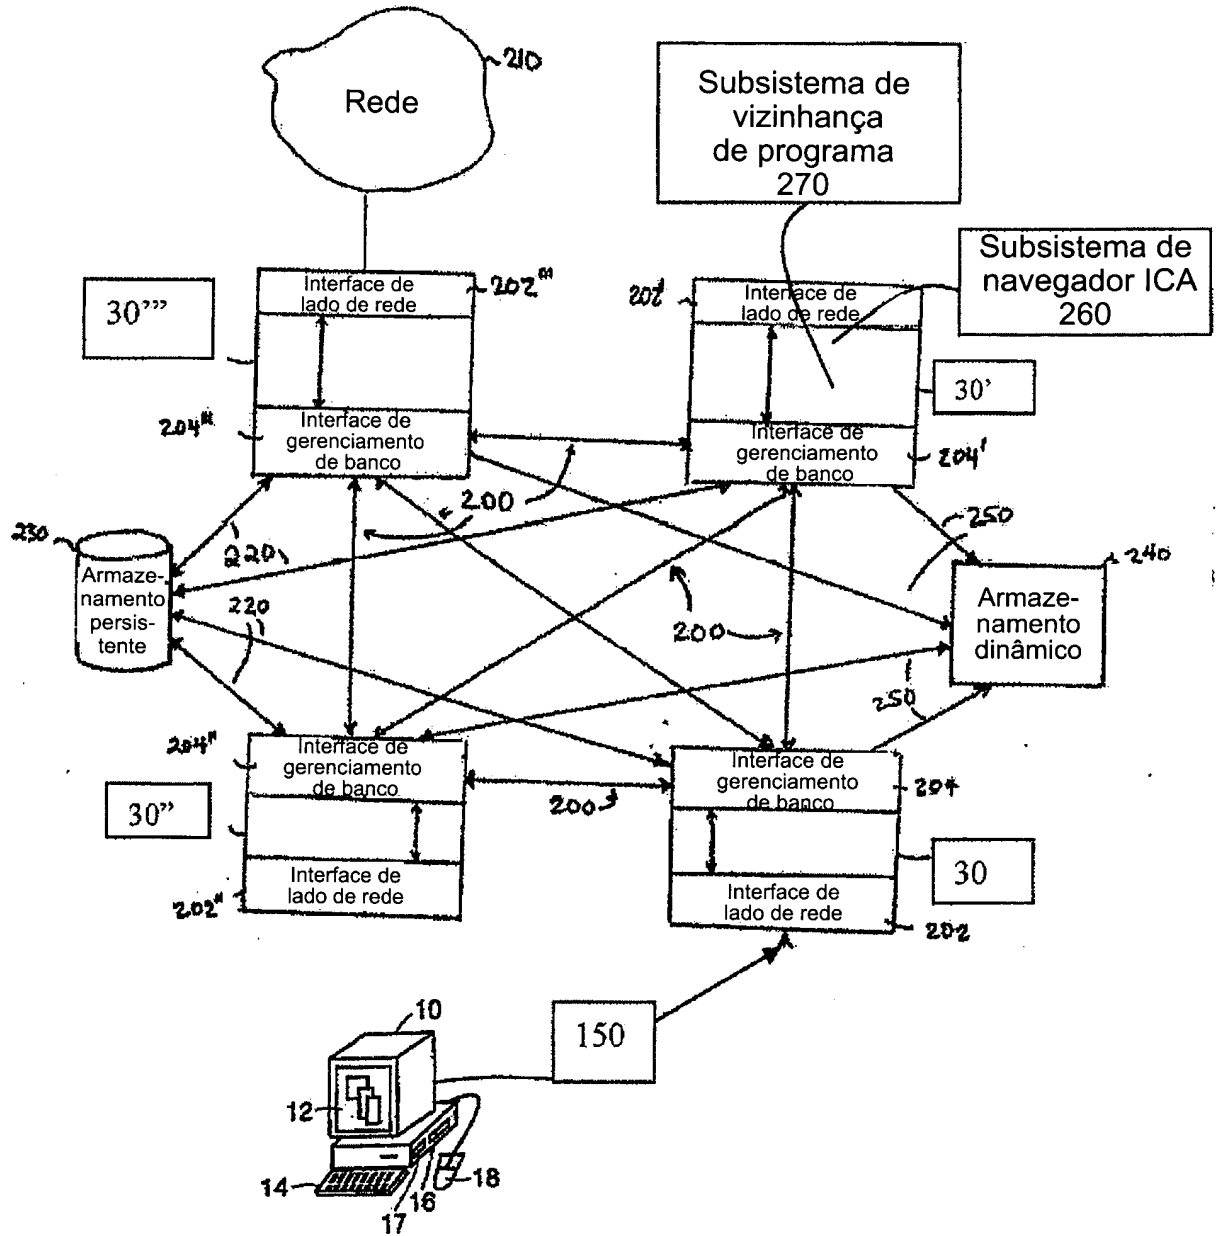 210
Rede
Subsistema de
vizinhança
de programa
270
Subsistema de
navegador ICA
260
30''''
Interface de
lado de rede
202'''
202'
Interface de
lado de rede
30'
204'''
Interface de
gerenciamento
de banco
Interface de
gerenciamento
de banco
204'
200
230
220
250
240
Armaze-
namento
persis-
tente
220
200
Armaze-
namento
dinâmico
250
204''
Interface de
gerenciamento
de banco
Interface de
gerenciamento
de banco
204
30''
200
30
202''
Interface de
lado de rede
Interface de
lado de rede
202
10
150
12
14
16
17
18